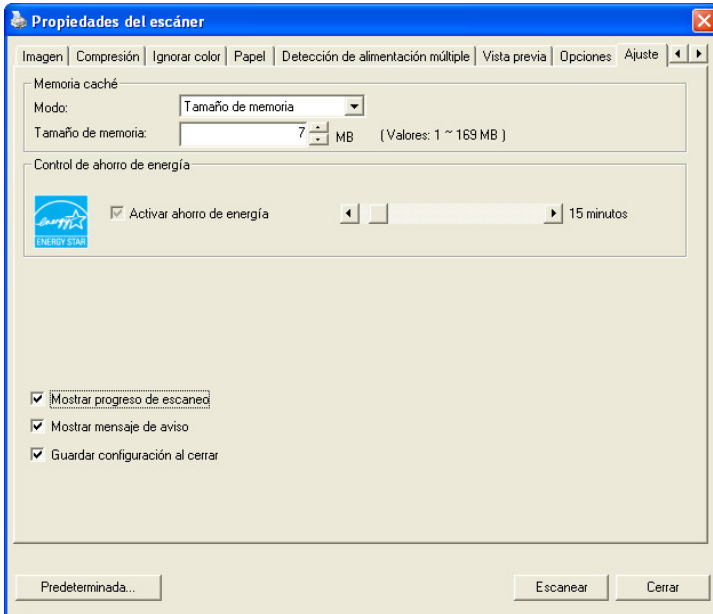 Propiedades del escáner
Imagen Compresión Ignorar color Papel Detección de alimentación múltiple Vista previa Opciones Ajuste
Memoria caché
Modo: Tamaño de memoria
Tamaño de memoria: 7 MB (Valores: 1 ~ 169 MB )
Control de ahorro de energía
energy
ENERGY STAR
Activar ahorro de energía 15 minutos
Mostrar progreso de escaneo
Mostrar mensaje de aviso
Guardar configuración al cerrar
Predeterminada... Escanear Cerrar